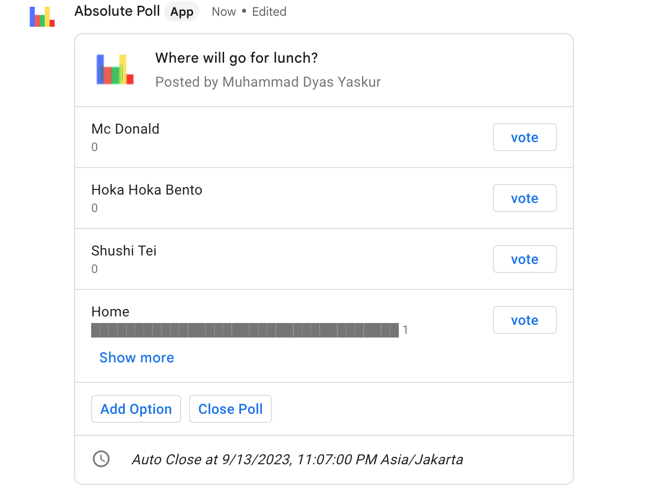 Absolute Poll App Now • Edited
Where will go for lunch?
Posted by Muhammad Dyas Yaskur
Mc Donald
0
vote
Hoka Hoka Bento
0
vote
Shushi Tei
0
vote
Home
1
vote
Show more
Add Option Close Poll
Auto Close at 9/13/2023, 11:07:00 PM Asia/Jakarta